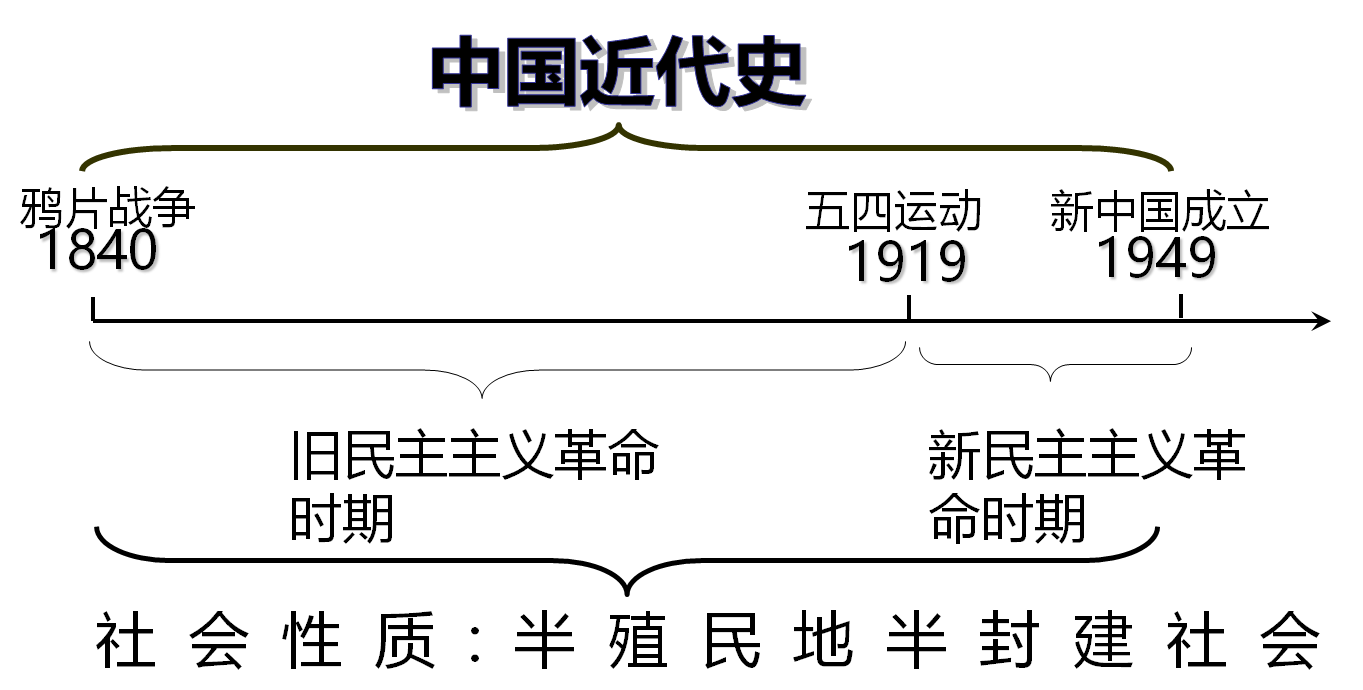 中国近代史
鸦片战争
1840
五四运动
1919
新中国成立
1949
旧民主主义革命
时期
新民主主义革
命时期
社会性质：半殖民地半封建社会